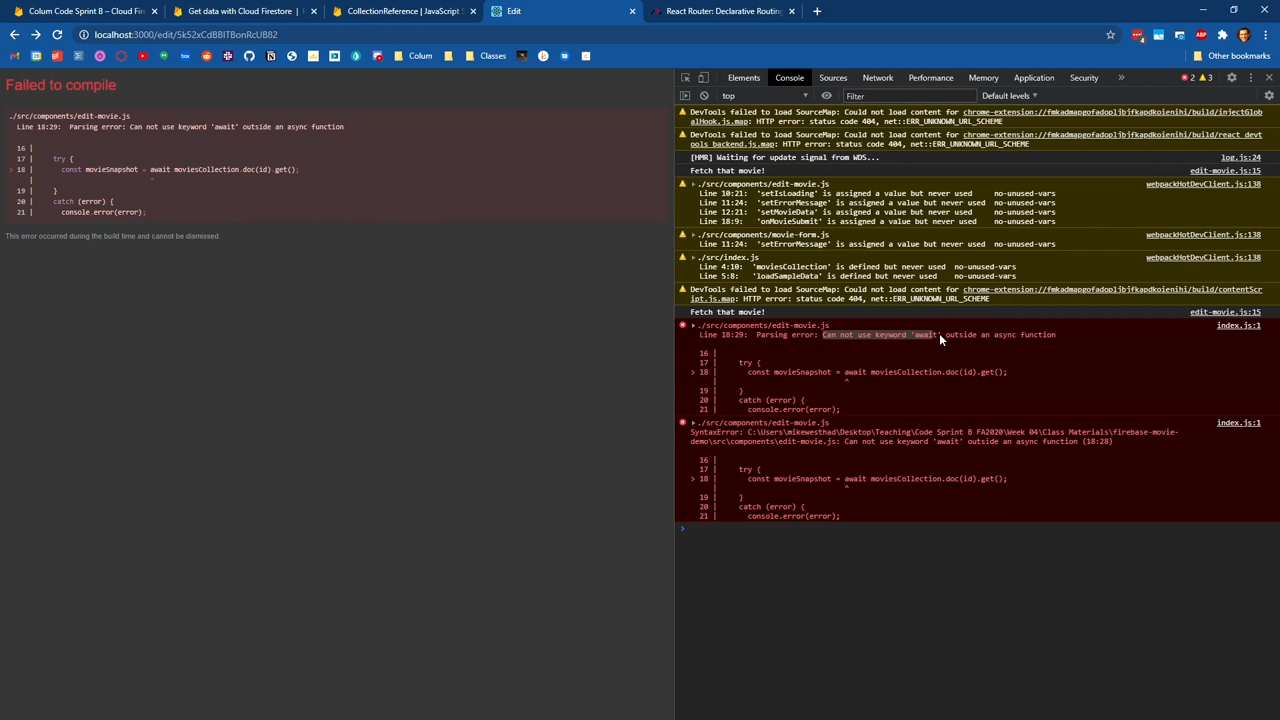 Colum Code Sprint B – Cloud Fir
Get data with Cloud Firestore |
CollectionReference | JavaScript S
Edit
React Router: Declarative Routing
localhost:3000/edit/5k52xCdBBITBonRcUB82
Colum
Classes
Other bookmarks
Failed to compile
./src/components/edit-movie.js
Line 18:29:  Parsing error: Can not use keyword 'await' outside an async function
16 |
17 |     try {
> 18 |       const movieSnapshot = await moviesCollection.doc(id).get();
|                             ^
19 |     }
20 |     catch (error) {
21 |       console.error(error);
This error occurred during the build time and cannot be dismissed.
Elements Console Sources Network Performance Memory Application Security » 2 3
top Filter Default levels
DevTools failed to load SourceMap: Could not load content for chrome-extension://fmkadmapgofadopljbjfkapdkoienihi/build/injectGlob
alHook.js.map: HTTP error: status code 404, net::ERR_UNKNOWN_URL_SCHEME
DevTools failed to load SourceMap: Could not load content for chrome-extension://fmkadmapgofadopljbjfkapdkoienihi/build/react_devt
ools_backend.js.map: HTTP error: status code 404, net::ERR_UNKNOWN_URL_SCHEME
[HMR] Waiting for update signal from WDS... log.js:24
Fetch that movie! edit-movie.js:15
./src/components/edit-movie.js webpackHotDevClient.js:138
Line 10:21:  'setIsLoading' is assigned a value but never used     no-unused-vars
Line 11:24:  'setErrorMessage' is assigned a value but never used  no-unused-vars
Line 12:21:  'setMovieData' is assigned a value but never used     no-unused-vars
Line 18:9:   'onMovieSubmit' is assigned a value but never used    no-unused-vars
./src/components/movie-form.js webpackHotDevClient.js:138
Line 11:24:  'setErrorMessage' is assigned a value but never used  no-unused-vars
./src/index.js webpackHotDevClient.js:138
Line 4:10:  'moviesCollection' is defined but never used  no-unused-vars
Line 5:8:   'loadSampleData' is defined but never used    no-unused-vars
DevTools failed to load SourceMap: Could not load content for chrome-extension://fmkadmapgofadopljbjfkapdkoienihi/build/contentScr
ipt.js.map: HTTP error: status code 404, net::ERR_UNKNOWN_URL_SCHEME
Fetch that movie! edit-movie.js:15
./src/components/edit-movie.js index.js:1
Line 18:29:  Parsing error: Can not use keyword 'await' outside an async function
16 |
17 |     try {
> 18 |       const movieSnapshot = await moviesCollection.doc(id).get();
|                             ^
19 |     }
20 |     catch (error) {
21 |       console.error(error);
./src/components/edit-movie.js index.js:1
SyntaxError: C:\Users\mikewesthad\Desktop\Teaching\Code Sprint B FA2020\Week 04\Class Materials\firebase-movie-
demo\src\components\edit-movie.js: Can not use keyword 'await' outside an async function (18:28)
16 |
17 |     try {
> 18 |       const movieSnapshot = await moviesCollection.doc(id).get();
|                             ^
19 |     }
20 |     catch (error) {
21 |       console.error(error);